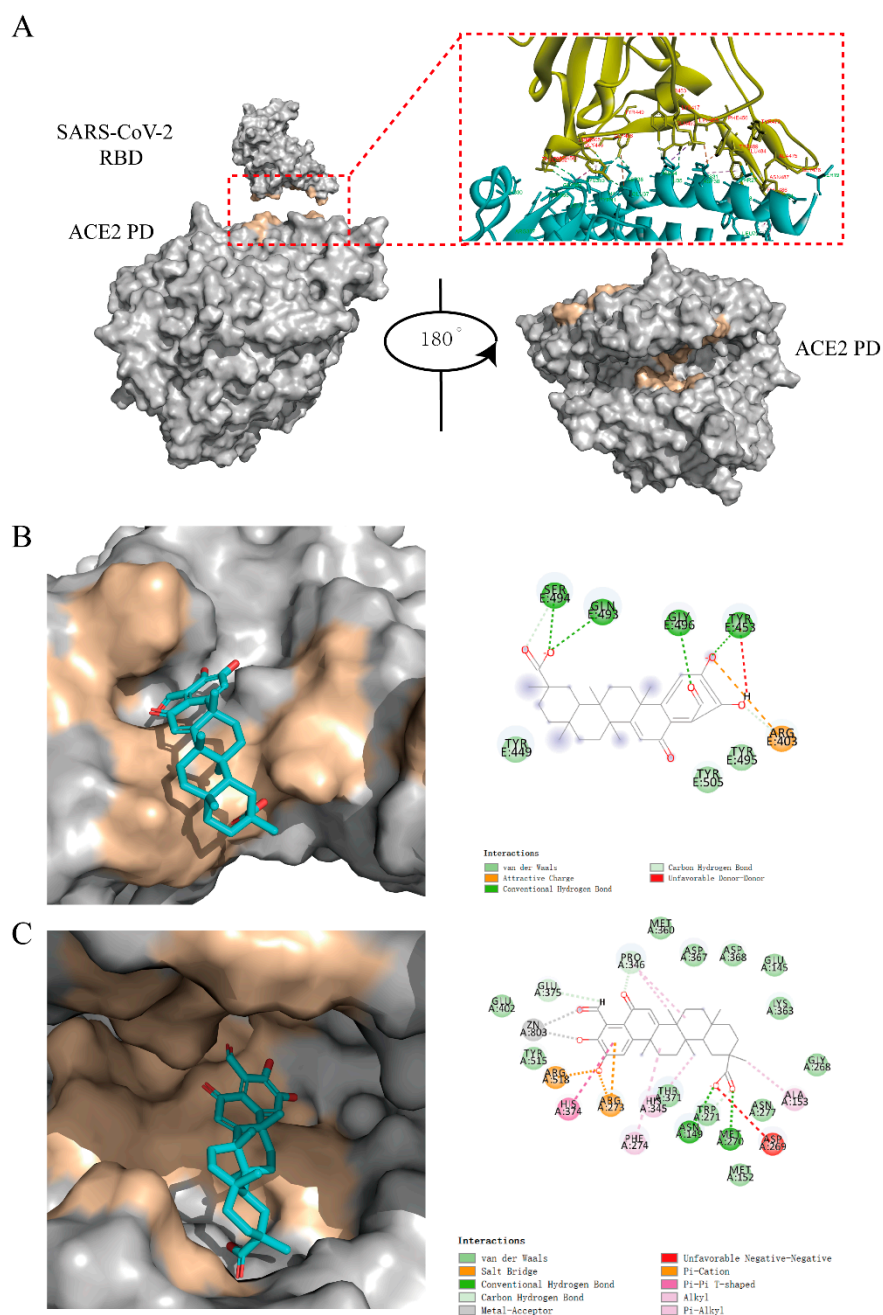 A
SARS-CoV-2
RBD
ACE2 PD
180°
ACE2 PD
B
SER
E:494
GLN
E:493
GLY
E:496
TYR
E:453
H
ARG
E:403
TYR
E:449
TYR
E:495
TYR
E:505
Interactions
van der Waals
Attractive Charge
Conventional Hydrogen Bond
Carbon Hydrogen Bond
Unfavorable Donor-Donor
C
MET
A:360
ASP
A:367
ASP
A:368
GLU
A:145
PRO
A:346
GLU
A:375
H
LYS
A:363
GLU
A:402
ZN
A:803
TYR
A:515
GLY
A:268
ARG
A:518
HIS
A:374
ARG
A:273
HIS
A:345
THR
A:371
ALA
A:153
ASN
A:277
TRP
A:271
ASN
A:149
MET
A:270
ASP
A:269
PHE
A:274
MET
A:152
Interactions
van der Waals
Salt Bridge
Conventional Hydrogen Bond
Carbon Hydrogen Bond
Metal-Acceptor
Unfavorable Negative-Negative
Pi-Cation
Pi-Pi T-shaped
Alkyl
Pi-Alkyl